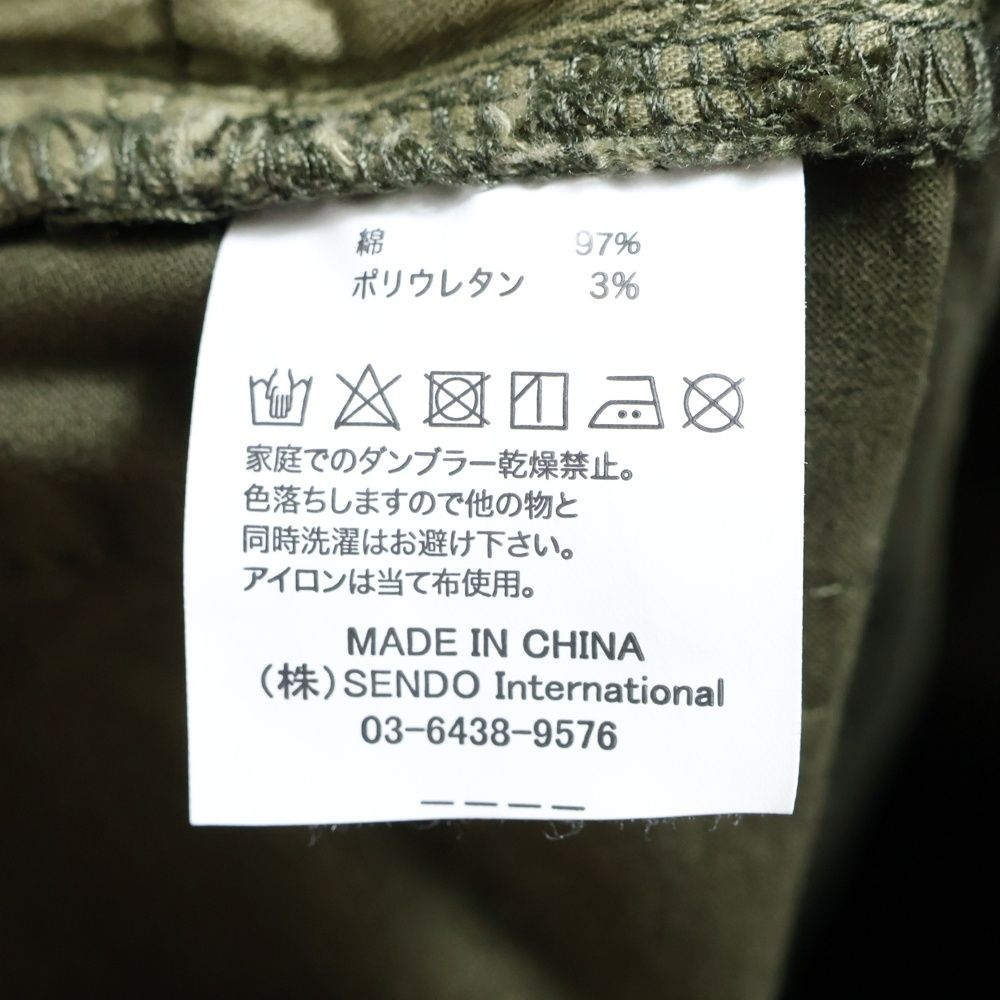 綿 97%
ポリウレタン 3%
家庭でのダンブラー乾燥禁止。
色落ちしますので他の物と
同時洗濯はお避け下さい。
アイロンは当て布使用。
MADE IN CHINA
(株)SENDO International
03-6438-9576